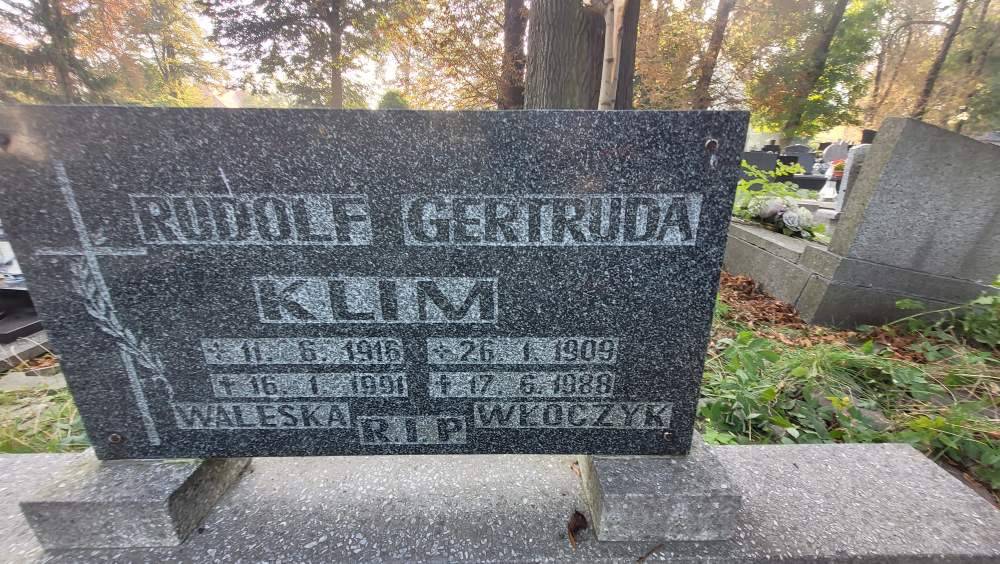 RUDOLF GERTRUDA
KLIM
* 11. 6. 1916 * 26. 1. 1909
† 16. 1. 1991 † 17. 6. 1988
WALESKA R.I.P WŁOCZYK